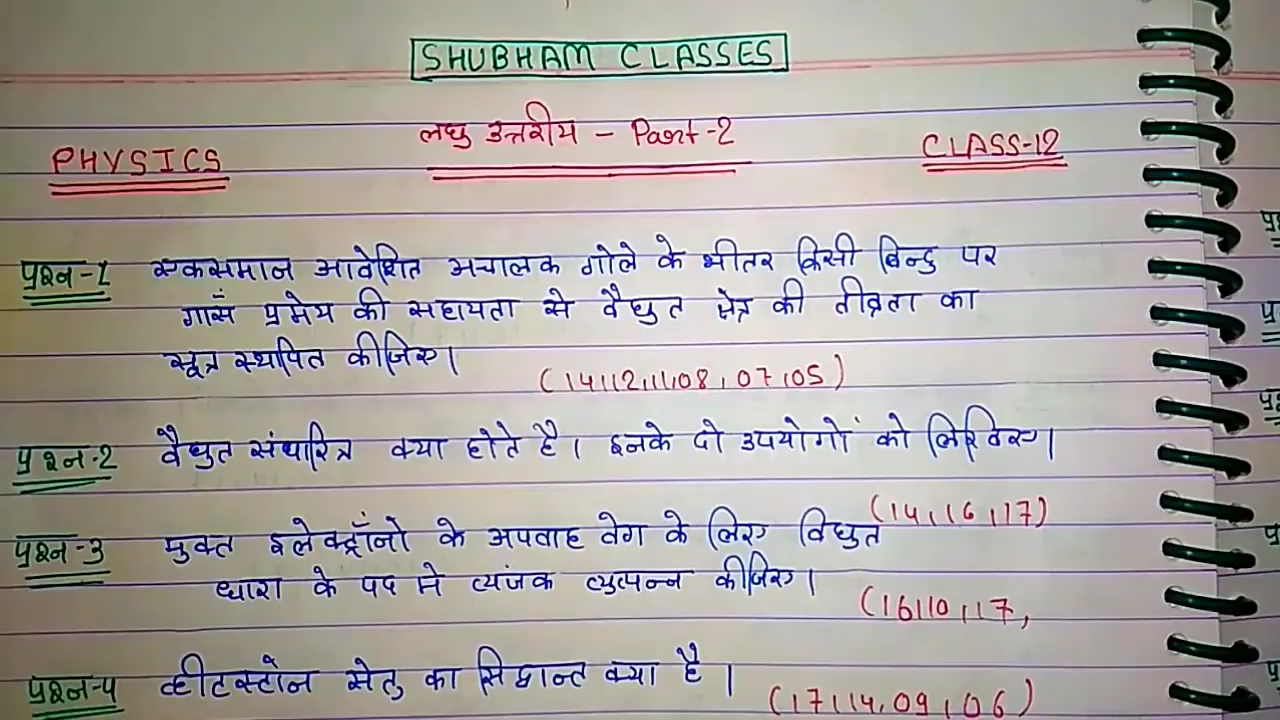 SHUBHAM CLASSES
लघु उत्तरीय - Part-2
PHYSICS
CLASS-12
प्रश्न-1 एकसमान आवेशित अचालक गोले के भीतर किसी बिन्दु पर
गॉस प्रमेय की सहायता से वैधुत क्षेत्र की तीव्रता का
सूत्र स्थापित कीजिए।
(14,12,11,08,07,05)
प्रश्न-2 वैधुत संधारित्र क्या होते है। इनके दो उपयोगों को लिखिए।
(14,16,17)
प्रश्न-3 मुक्त इलेक्ट्रॉनो के अपवाह वेग के लिए विधुत
धारा के पद मे व्यंजक व्युत्पन्न कीजिए।
(16,10,17,
प्रश्न-4 व्हीटस्टोन सेतु का सिद्धान्त क्या है।
(17,14,09,06)